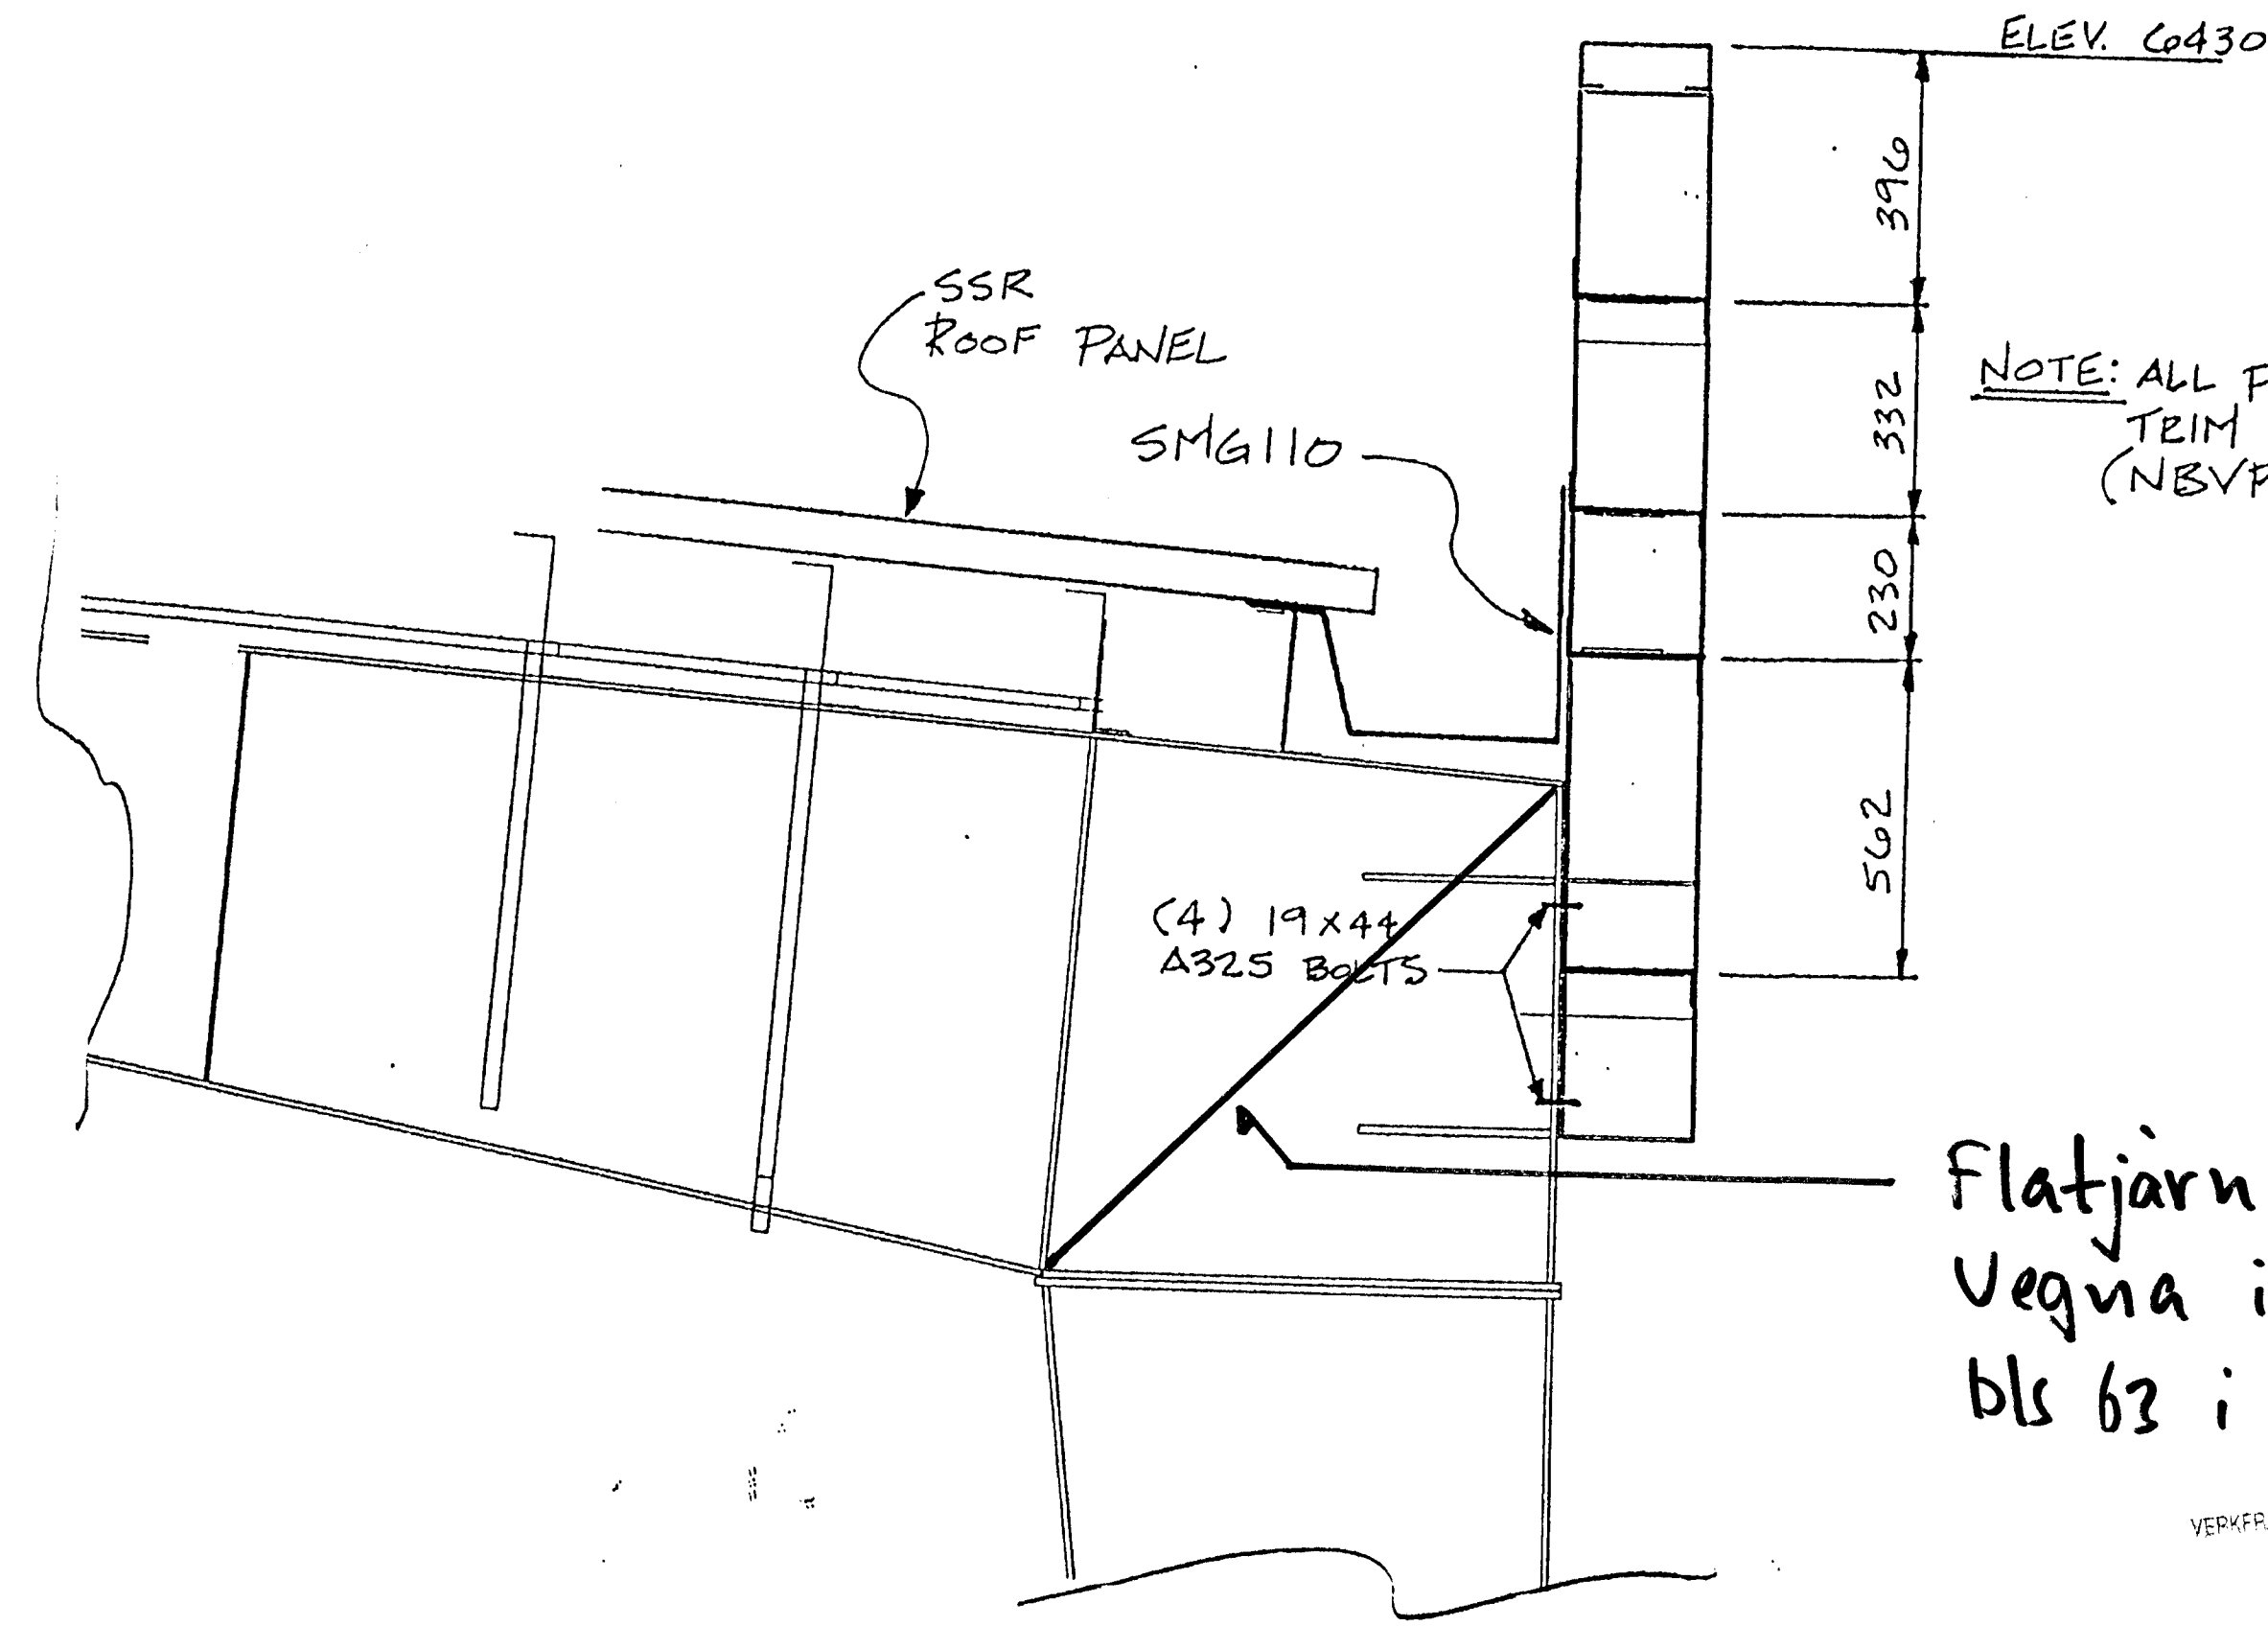 ELEV. 6430
396
SSR
ROOF PANEL
332
NOTE: ALL
TRIM
SMG110
230
562
(4) 19x44
A325 BOLTS
Flatjárn
Vegna
bls 63 i